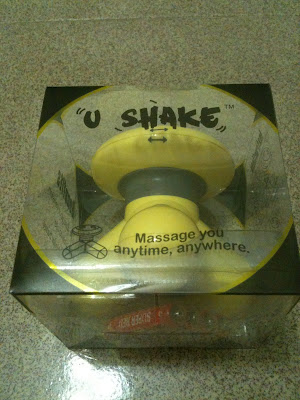 "U SHAKE" ™
Massage you
anytime, anywhere.